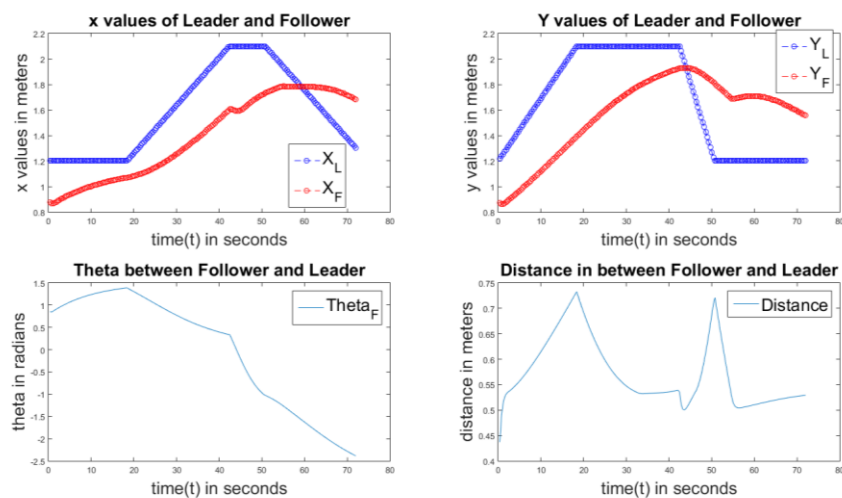 x values of Leader and Follower
x values in meters
2.2
2
1.8
1.6
1.4
1.2
1
0.8
0 10 20 30 40 50 60 70 80
time(t) in seconds
X_L
X_F
Y values of Leader and Follower
y values in meters
2.2
2
1.8
1.6
1.4
1.2
1
0.8
0 10 20 30 40 50 60 70 80
time(t) in seconds
Y_L
Y_F
Theta between Follower and Leader
theta in radians
1.5
1
0.5
0
-0.5
-1
-1.5
-2
-2.5
0 10 20 30 40 50 60 70 80
time(t) in seconds
Theta_F
Distance in between Follower and Leader
distance in meters
0.75
0.7
0.65
0.6
0.55
0.5
0.45
0.4
0 10 20 30 40 50 60 70 80
time(t) in seconds
Distance